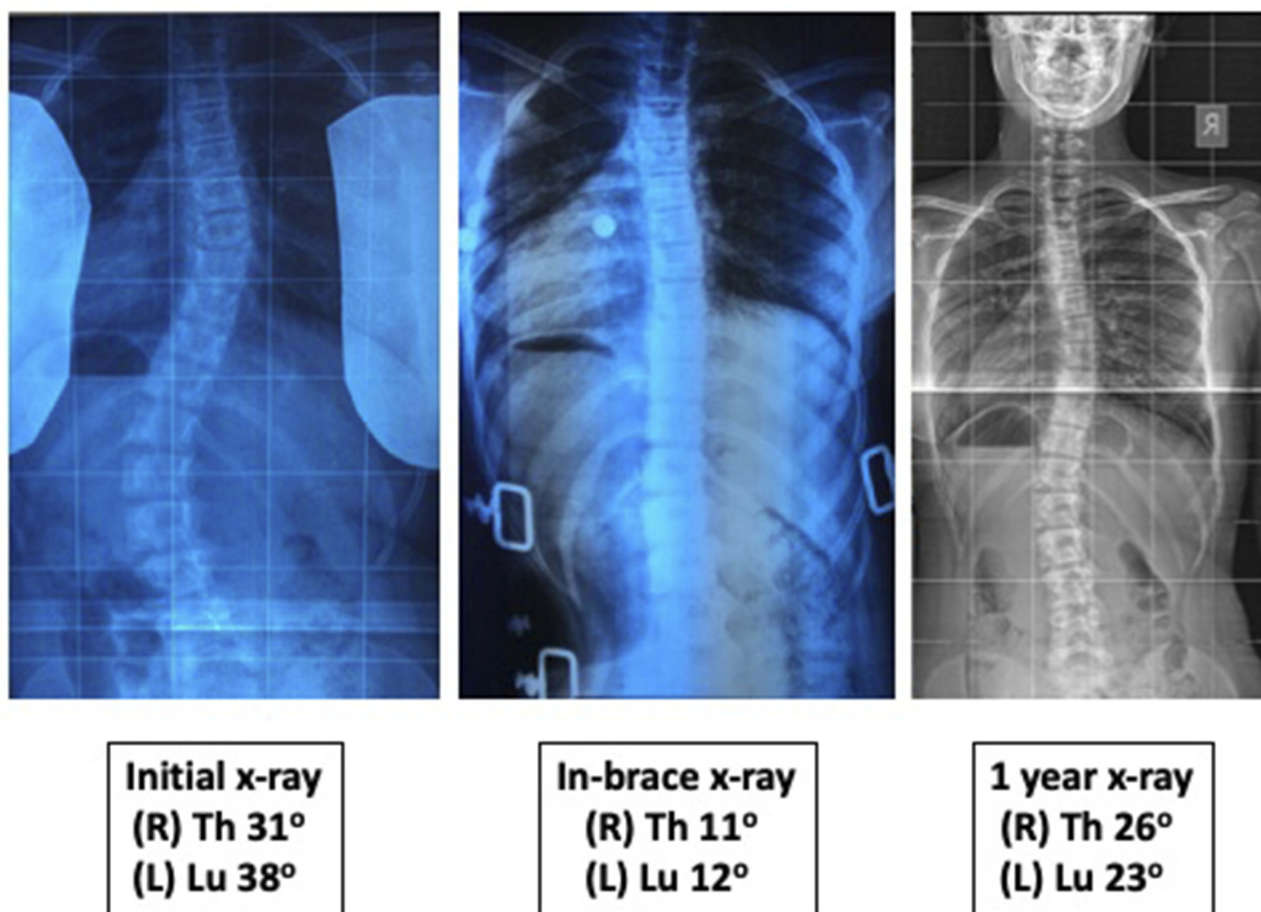 R
Initial x-ray
(R) Th 31°
(L) Lu 38°
In-brace x-ray
(R) Th 11°
(L) Lu 12°
1 year x-ray
(R) Th 26°
(L) Lu 23°